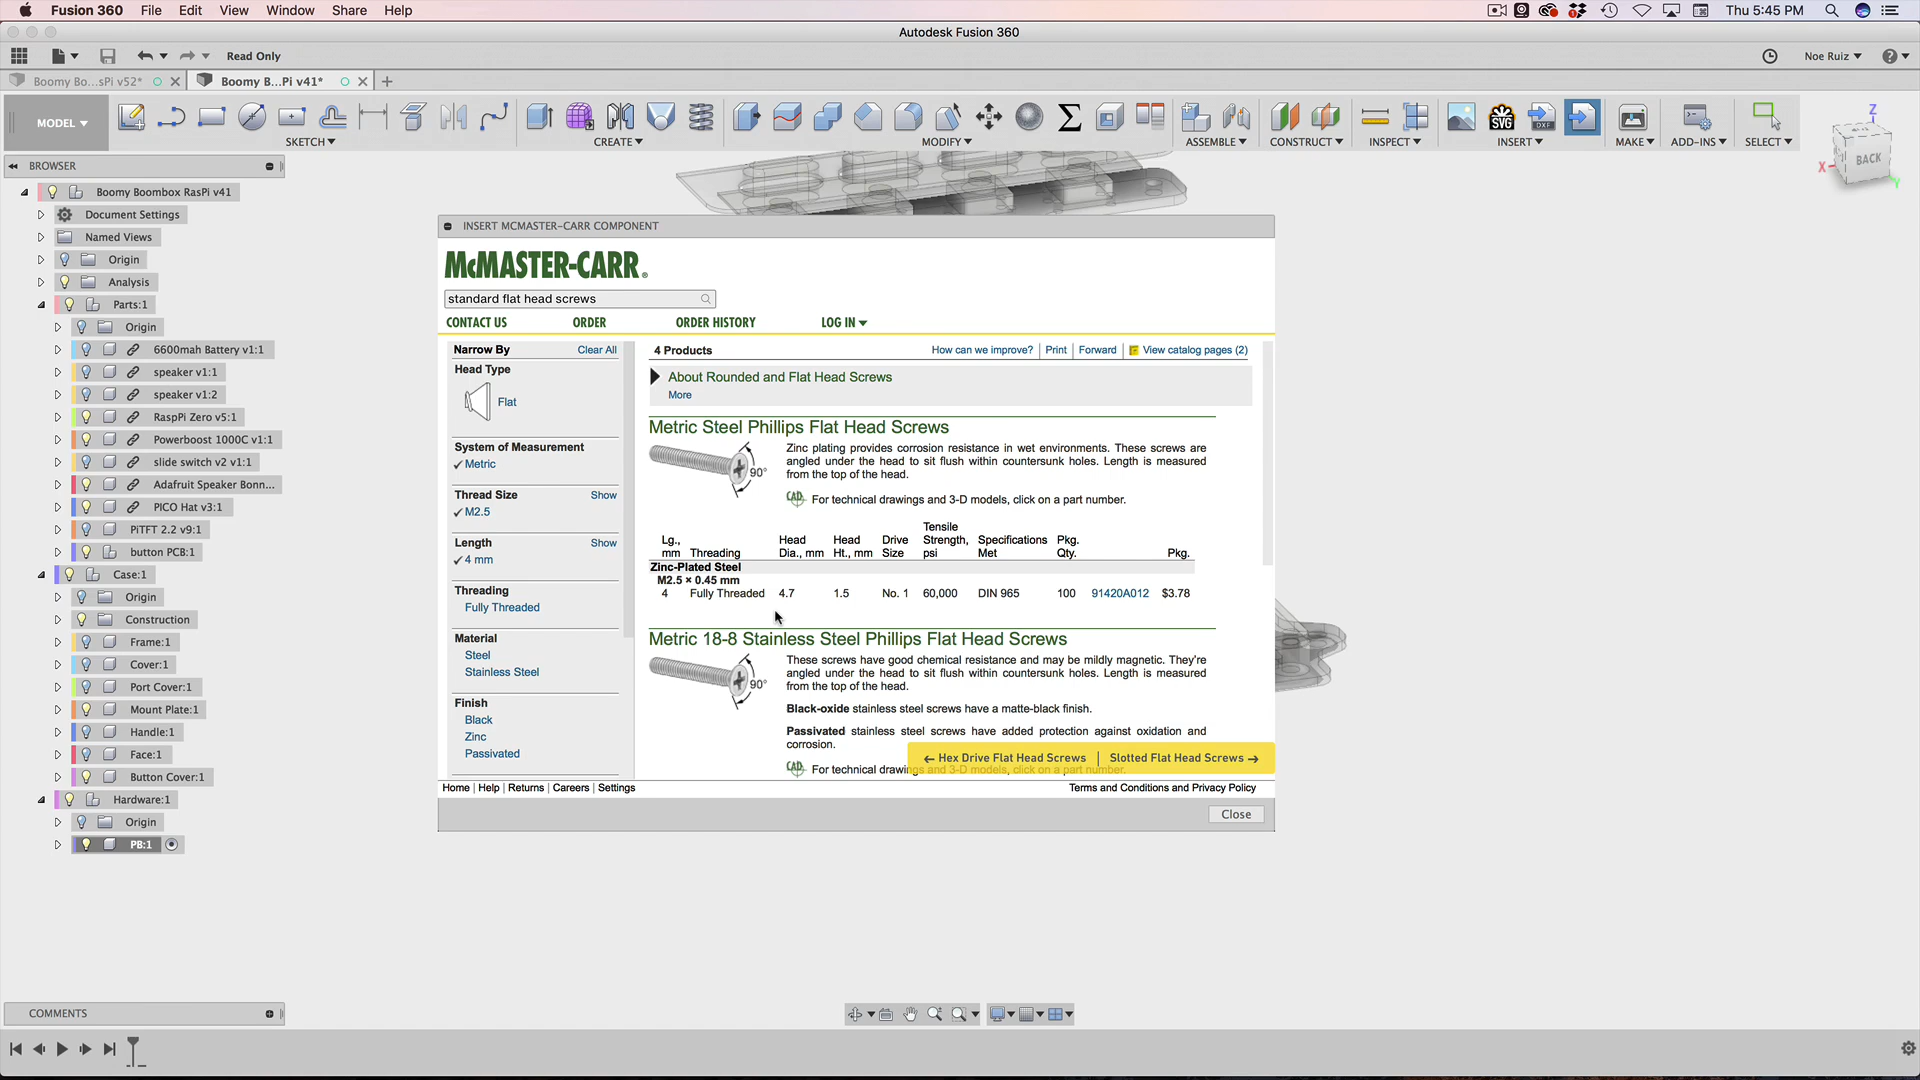 Fusion 360 File Edit View Window Share Help Thu 5:45 PM
Autodesk Fusion 360
Read Only Noe Ruiz
Boomy Bo...sPi v52* Boomy B...Pi v41*
MODEL SKETCH CREATE MODIFY ASSEMBLE CONSTRUCT INSPECT INSERT MAKE ADD-INS SELECT
SVG DXF
Z
X
Y
BACK
BROWSER
Boomy Boombox RasPi v41
Document Settings
Named Views
Origin
Analysis
Parts:1
Origin
6600mah Battery v1:1
speaker v1:1
speaker v1:2
RaspPi Zero v5:1
Powerboost 1000C v1:1
slide switch v2 v1:1
Adafruit Speaker Bonn...
PICO Hat v3:1
PiTFT 2.2 v9:1
button PCB:1
Case:1
Origin
Construction
Frame:1
Cover:1
Port Cover:1
Mount Plate:1
Handle:1
Face:1
Button Cover:1
Hardware:1
Origin
PB:1
INSERT MCMASTER-CARR COMPONENT
McMASTER-CARR®
standard flat head screws
CONTACT US ORDER ORDER HISTORY LOG IN
Narrow By Clear All
Head Type
Flat
System of Measurement
Metric
Thread Size Show
M2.5
Length Show
4 mm
Threading
Fully Threaded
Material
Steel
Stainless Steel
Finish
Black
Zinc
Passivated
4 Products How can we improve? Print Forward View catalog pages (2)
About Rounded and Flat Head Screws
More
Metric Steel Phillips Flat Head Screws
90°
Zinc plating provides corrosion resistance in wet environments. These screws are
angled under the head to sit flush within countersunk holes. Length is measured
from the top of the head.
CAD For technical drawings and 3-D models, click on a part number.
Lg., mm Threading Head Dia., mm Head Ht., mm Drive Size Tensile Strength, psi Specifications Met Pkg. Qty. Pkg.
Zinc-Plated Steel
M2.5 × 0.45 mm
4 Fully Threaded 4.7 1.5 No. 1 60,000 DIN 965 100 91420A012 $3.78
Metric 18-8 Stainless Steel Phillips Flat Head Screws
90°
These screws have good chemical resistance and may be mildly magnetic. They're
angled under the head to sit flush within countersunk holes. Length is measured
from the top of the head.
Black-oxide stainless steel screws have a matte-black finish.
Passivated stainless steel screws have added protection against oxidation and
corrosion.
Hex Drive Flat Head Screws | Slotted Flat Head Screws
CAD For technical drawings and 3-D models, click on a part number.
Home | Help | Returns | Careers | Settings Terms and Conditions and Privacy Policy
Close
COMMENTS